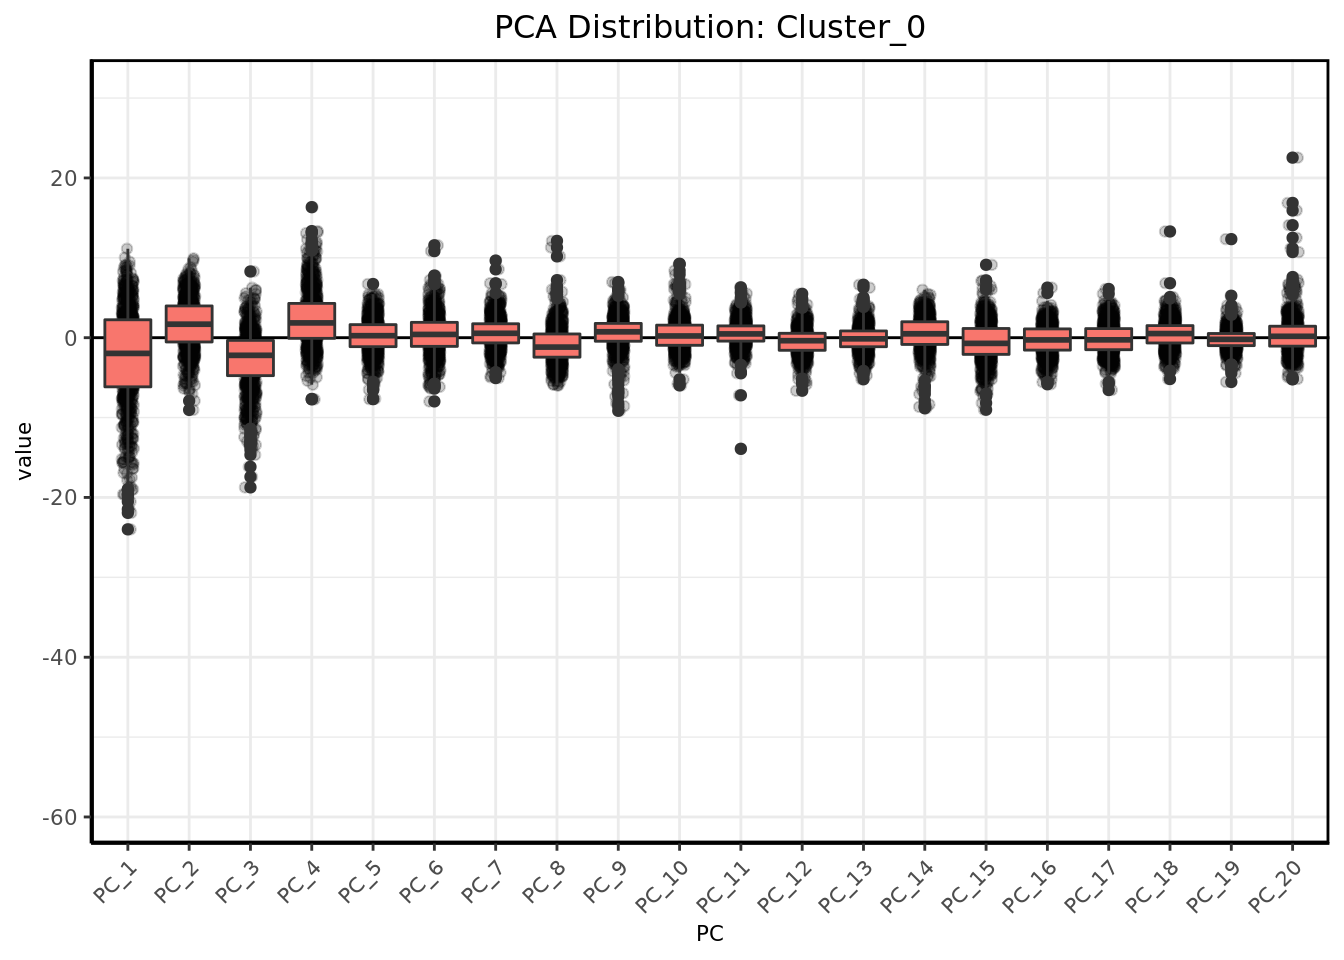 PCA Distribution: Cluster_0
value
20
0
-20
-40
-60
PC_1 PC_2 PC_3 PC_4 PC_5 PC_6 PC_7 PC_8 PC_9 PC_10 PC_11 PC_12 PC_13 PC_14 PC_15 PC_16 PC_17 PC_18 PC_19 PC_20
PC